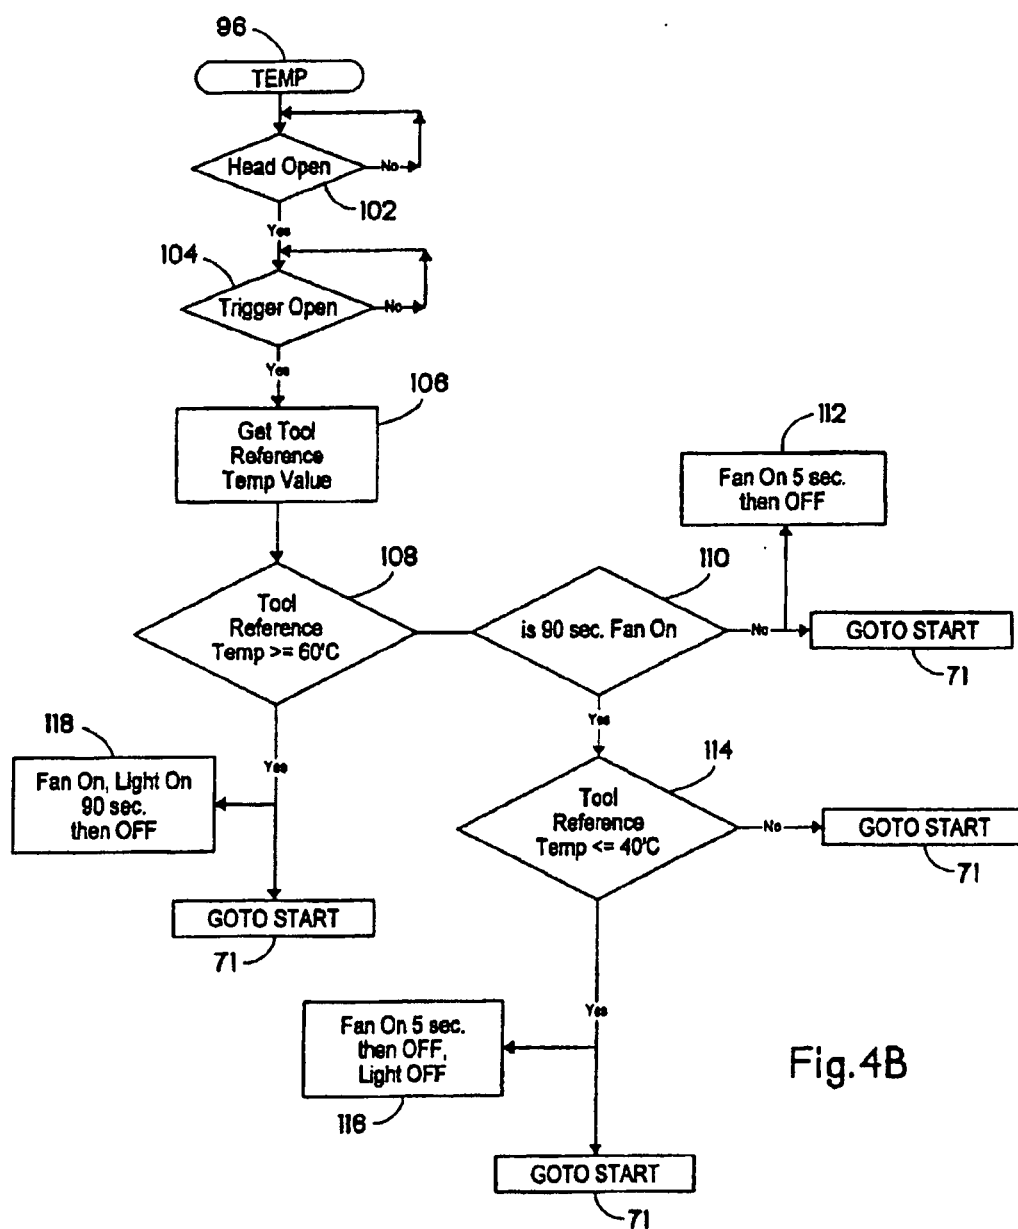 96
TEMP
Head Open
No
102
Yes
104
Trigger Open
No
Yes
106
Get Tool
Reference
Temp Value
112
Fan On 5 sec.
then OFF
108
Tool
Reference
Temp >= 60'C
110
is 90 sec. Fan On
No
GOTO START
71
Yes
118
Fan On, Light On
90 sec.
then OFF
Yes
114
Tool
Reference
Temp <= 40'C
No
GOTO START
71
GOTO START
71
Yes
Fan On 5 sec.
then OFF,
Light OFF
116
Fig.4B
GOTO START
71